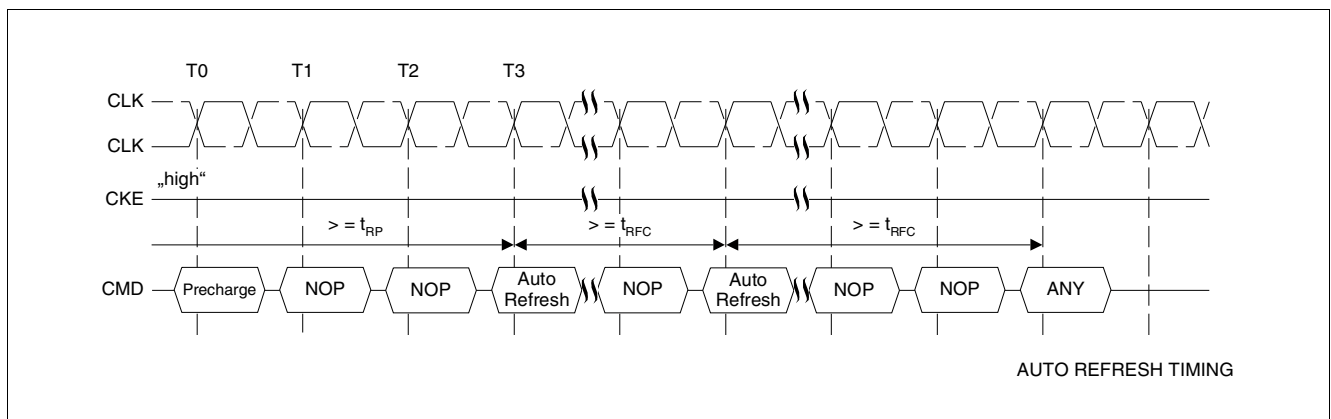 T0 T1 T2 T3
CLK
CLK
„high“
CKE
> = tRP > = tRFC > = tRFC
CMD Precharge NOP NOP Auto Refresh NOP Auto Refresh NOP NOP ANY
AUTO REFRESH TIMING